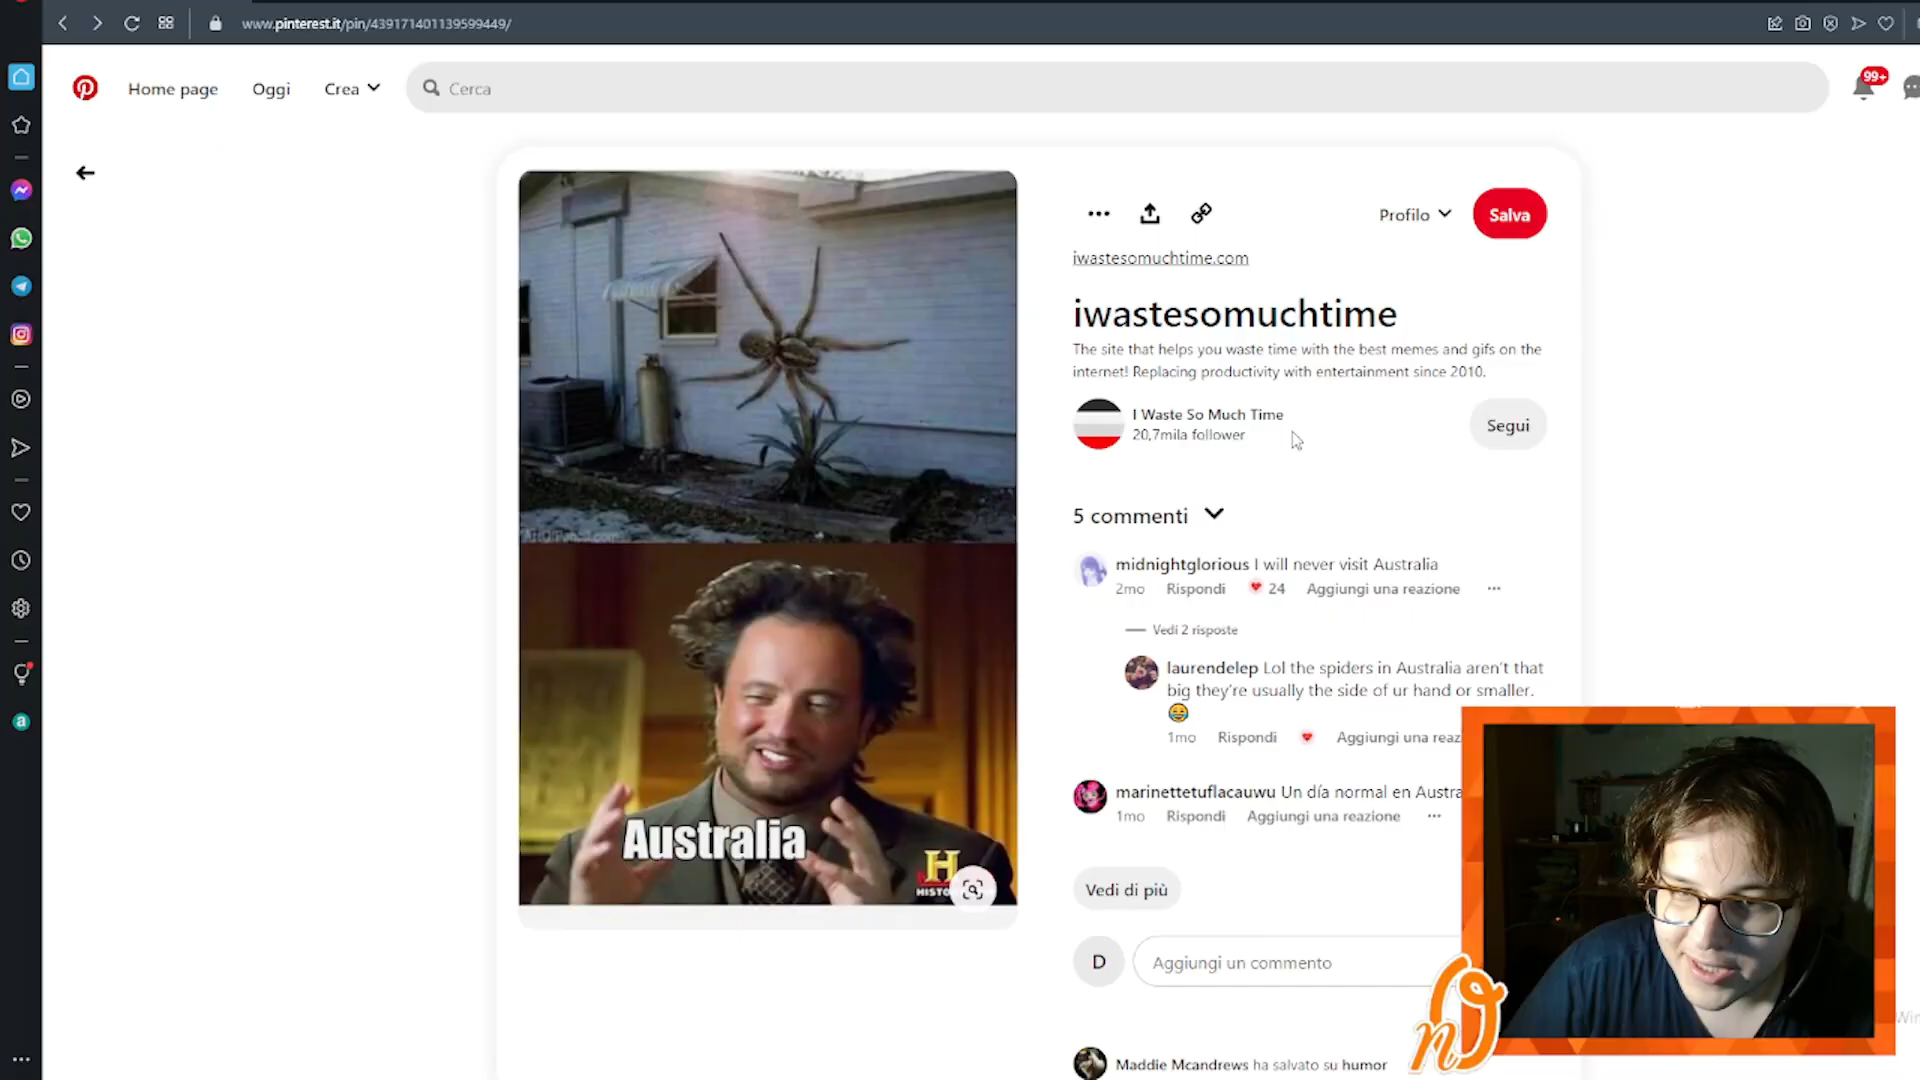 www.pinterest.it/pin/439171401139599449/
Home page
Oggi
Crea
Cerca
99+
Profilo
Salva
iwastesomuchtime.com
iwastesomuchtime
The site that helps you waste time with the best memes and gifs on the
internet! Replacing productivity with entertainment since 2010.
I Waste So Much Time
20,7mila follower
Segui
5 commenti
midnightglorious I will never visit Australia
2mo Rispondi 24 Aggiungi una reazione
Vedi 2 risposte
laurendelep Lol the spiders in Australia aren't that
big they're usually the side of ur hand or smaller.
😂
1mo Rispondi Aggiungi una reaz
marinettetuflacauwu Un día normal en Austra
1mo Rispondi Aggiungi una reazione
Vedi di più
D
Aggiungi un commento
Maddie Mcandrews ha salvato su humor
Australia
H